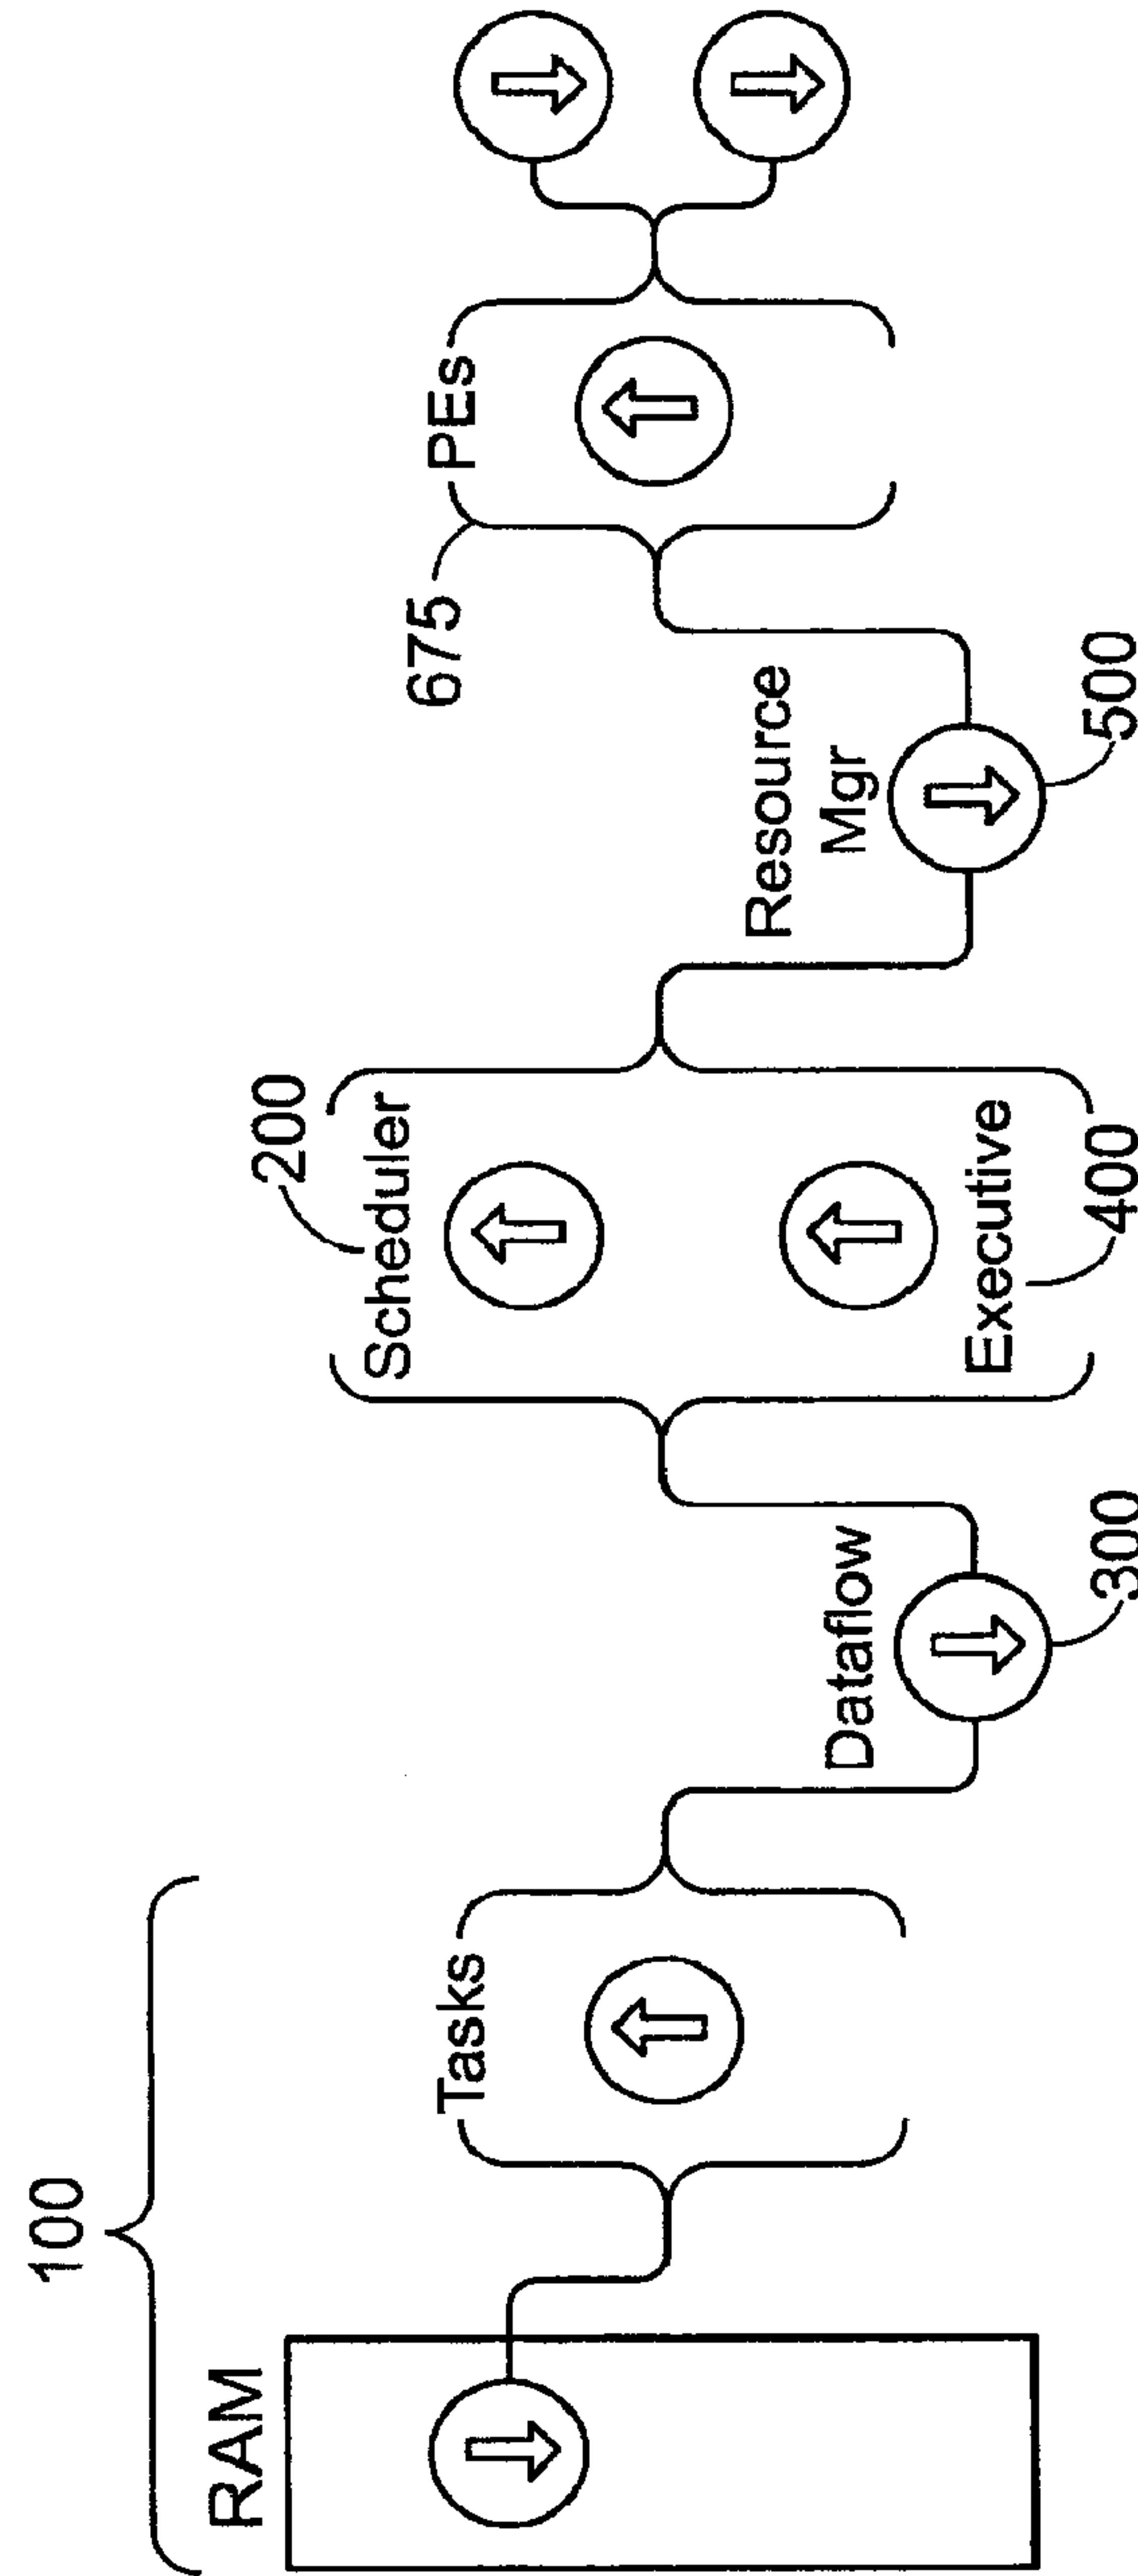 100
RAM
Tasks
Dataflow
300
Scheduler
200
Executive
400
Resource
Mgr
500
675
PEs